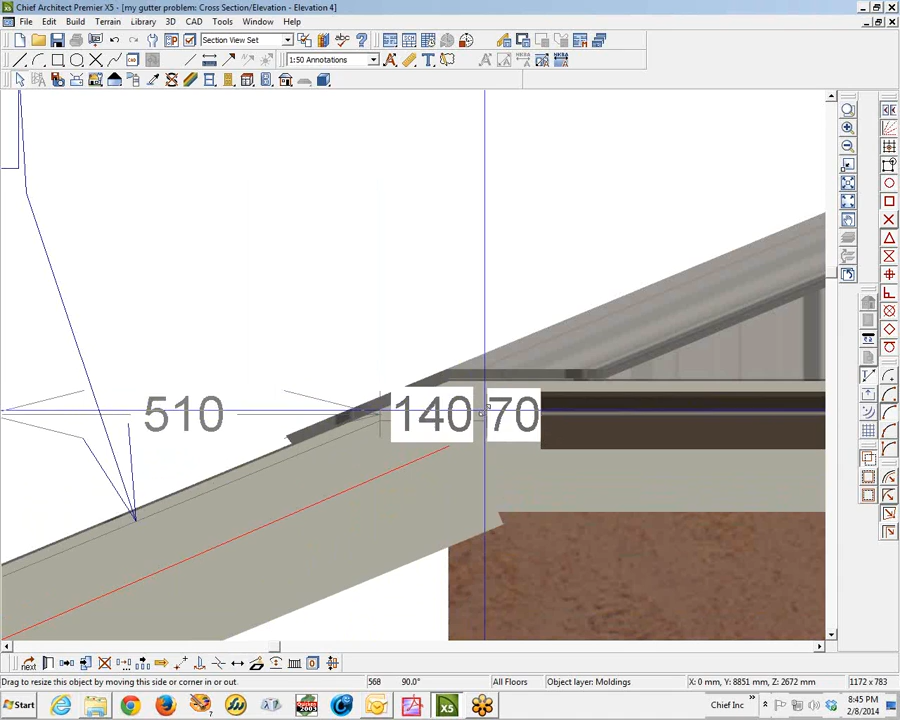 Chief Architect Premier X5 - [my gutter problem: Cross Section/Elevation - Elevation 4]
File Edit Build Terrain Library 3D CAD Tools Window Help
Section View Set
1:50 Annotations
510
140
70
next
Drag to resize this object by moving this side or corner in or out. 568 90.0° All Floors Object layer: Moldings X: 0 mm, Y: 8851 mm, Z: 2672 mm 1172 x 783
Start
X5
Chief Inc
8:45 PM
2/8/2014